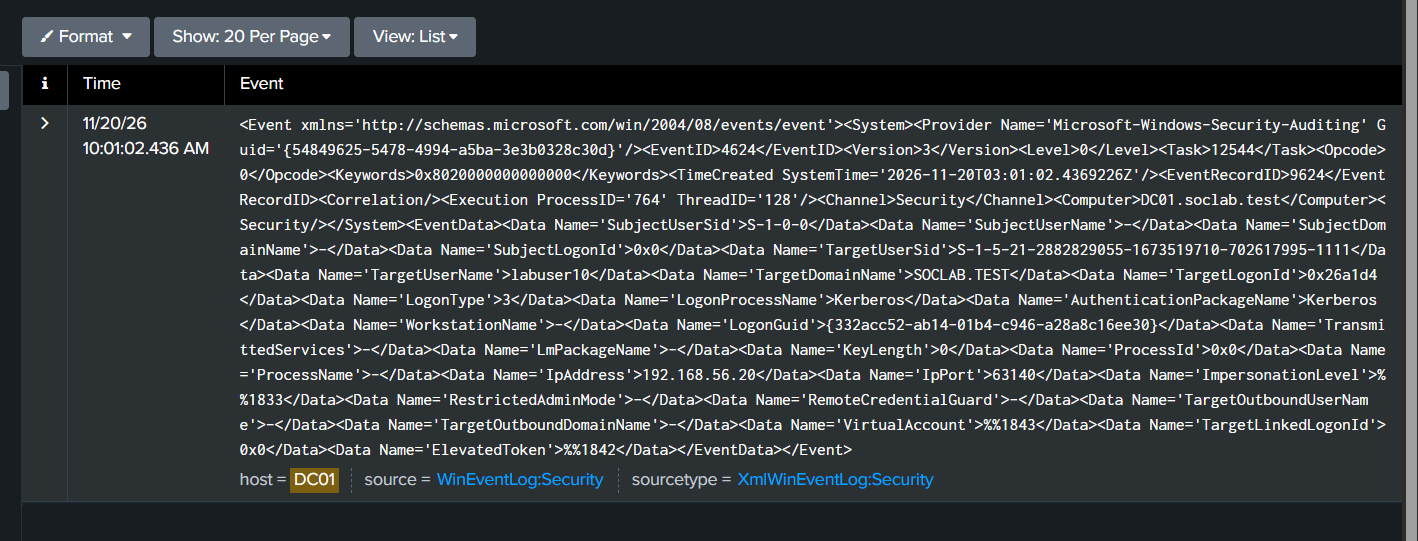 Format
Show: 20 Per Page
View: List
i
Time
Event
11/20/26
10:01:02.436 AM
<Event xmlns='http://schemas.microsoft.com/win/2004/08/events/event'><System><Provider Name='Microsoft-Windows-Security-Auditing' G
uid='{54849625-5478-4994-a5ba-3e3b0328c30d}'/><EventID>4624</EventID><Version>3</Version><Level>0</Level><Task>12544</Task><Opcode>
0</Opcode><Keywords>0x8020000000000000</Keywords><TimeCreated SystemTime='2026-11-20T03:01:02.4369226Z'/><EventRecordID>9624</Event
RecordID><Correlation/><Execution ProcessID='764' ThreadID='128'/><Channel>Security</Channel><Computer>DC01.soclab.test</Computer><
Security/></System><EventData><Data Name='SubjectUserSid'>S-1-0-0</Data><Data Name='SubjectUserName'>-</Data><Data Name='SubjectDom
ainName'>-</Data><Data Name='SubjectLogonId'>0x0</Data><Data Name='TargetUserSid'>S-1-5-21-2882829055-1673519710-702617995-1111</Da
ta><Data Name='TargetUserName'>labuser10</Data><Data Name='TargetDomainName'>SOCLAB.TEST</Data><Data Name='TargetLogonId'>0x26a1d4
</Data><Data Name='LogonType'>3</Data><Data Name='LogonProcessName'>Kerberos</Data><Data Name='AuthenticationPackageName'>Kerberos
</Data><Data Name='WorkstationName'>-</Data><Data Name='LogonGuid'>{332acc52-ab14-01b4-c946-a28a8c16ee30}</Data><Data Name='Transmi
ttedServices'>-</Data><Data Name='LmPackageName'>-</Data><Data Name='KeyLength'>0</Data><Data Name='ProcessId'>0x0</Data><Data Name
='ProcessName'>-</Data><Data Name='IpAddress'>192.168.56.20</Data><Data Name='IpPort'>63140</Data><Data Name='ImpersonationLevel'>%
%1833</Data><Data Name='RestrictedAdminMode'>-</Data><Data Name='RemoteCredentialGuard'>-</Data><Data Name='TargetOutboundUserNam
e'>-</Data><Data Name='TargetOutboundDomainName'>-</Data><Data Name='VirtualAccount'>%%1843</Data><Data Name='TargetLinkedLogonId'>
0x0</Data><Data Name='ElevatedToken'>%%1842</Data></EventData></Event>
host = DC01 source = WinEventLog:Security sourcetype = XmlWinEventLog:Security